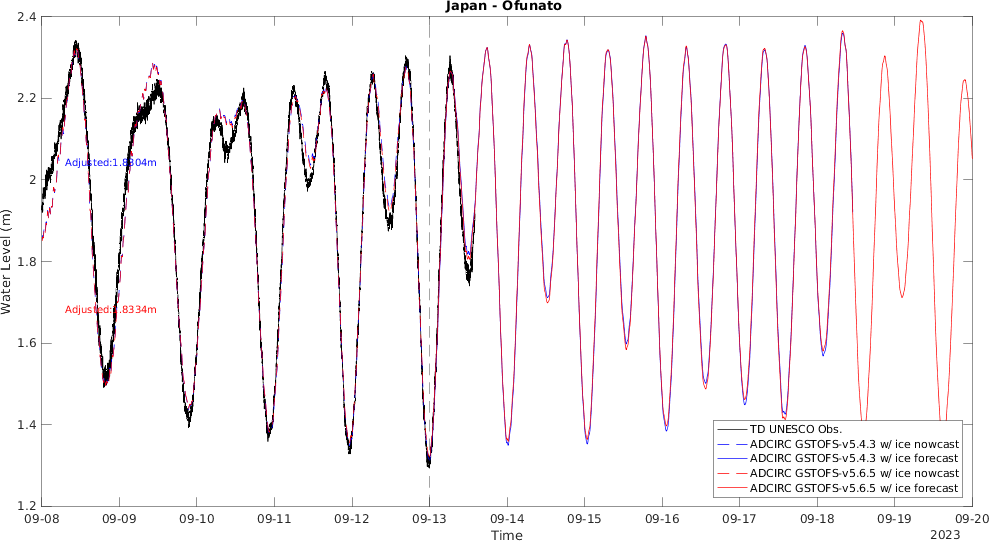 Japan - Ofunato
2.4
2.2
2
1.8
1.6
1.4
1.2
Water Level (m)
Adjusted:1.8304m
Adjusted:1.8334m
TD UNESCO Obs.
ADCIRC GSTOFS-v5.4.3 w/ ice nowcast
ADCIRC GSTOFS-v5.4.3 w/ ice forecast
ADCIRC GSTOFS-v5.6.5 w/ ice nowcast
ADCIRC GSTOFS-v5.6.5 w/ ice forecast
09-08 09-09 09-10 09-11 09-12 09-13 09-14 09-15 09-16 09-17 09-18 09-19 09-20
Time
2023